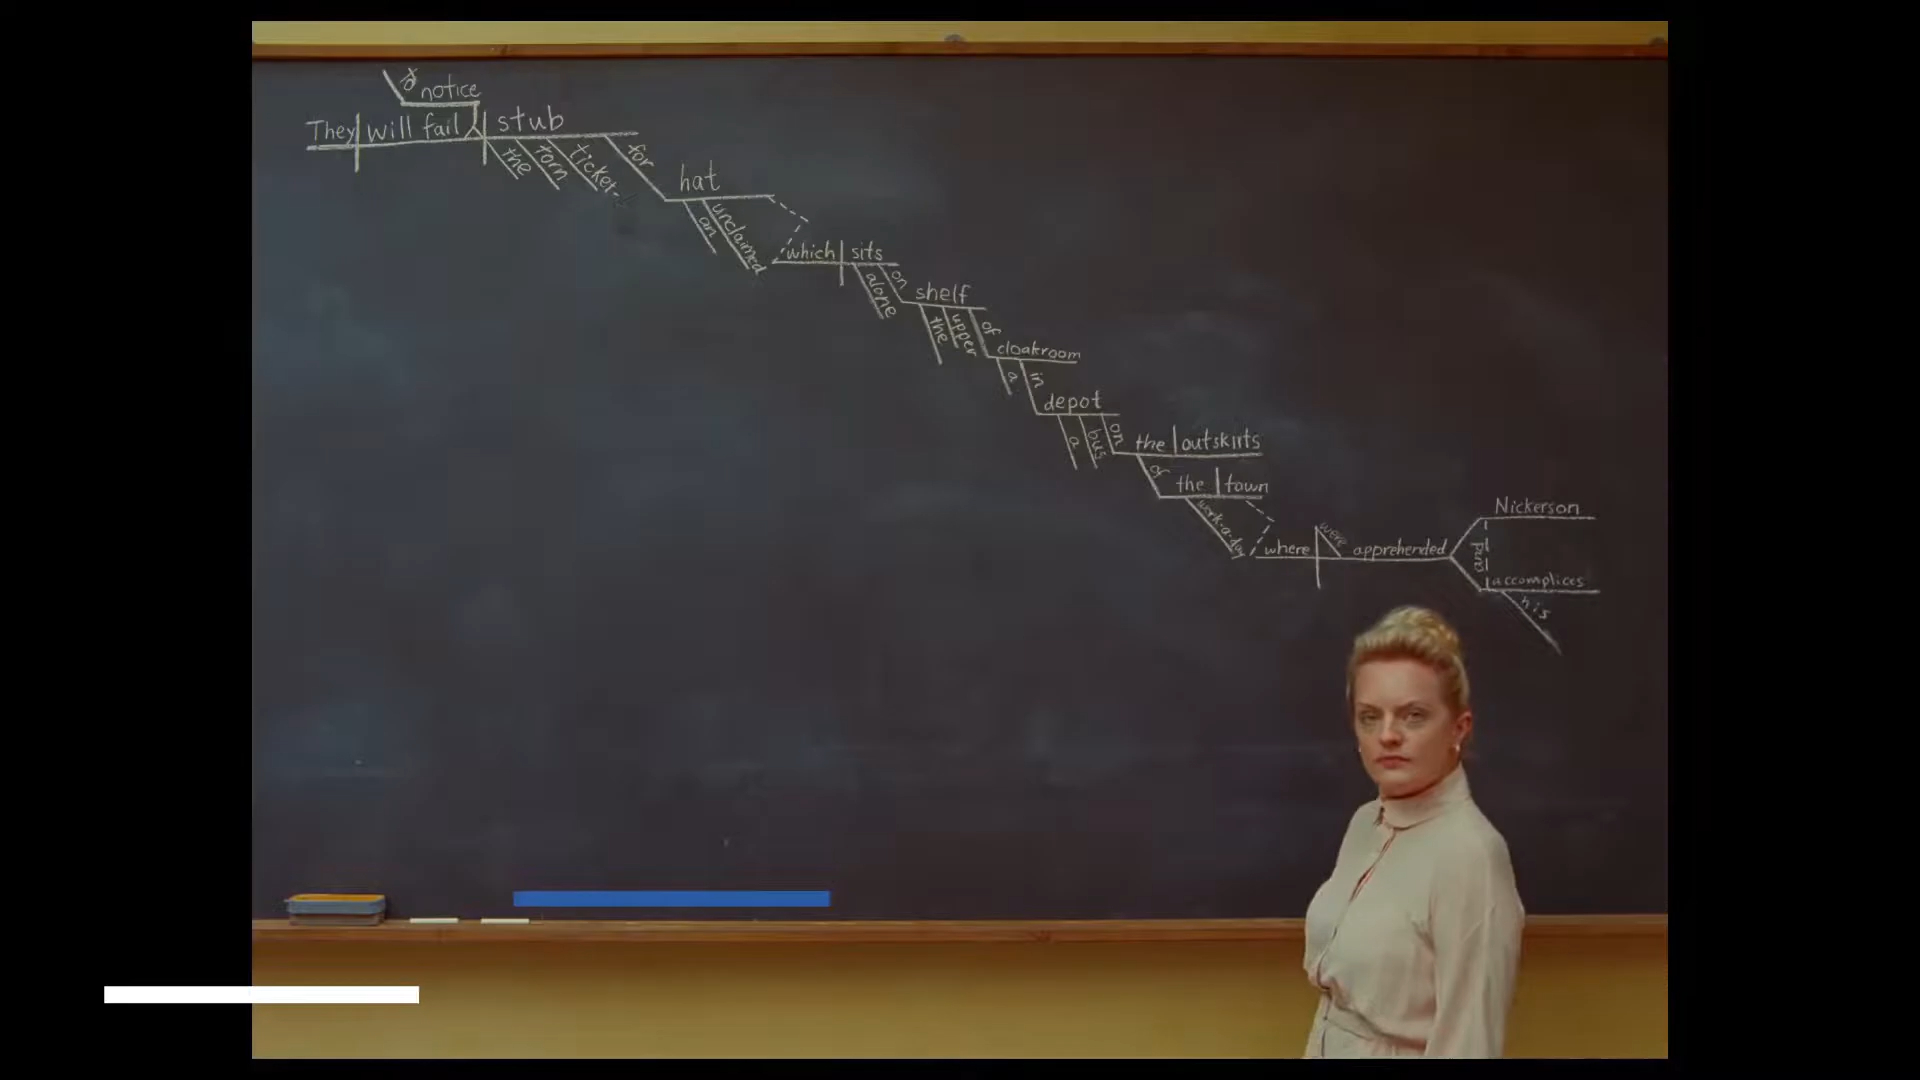 to notice
They will fail stub
the torn ticket- for
hat
an unclaimed
which sits
alone on
shelf
the upper of
cloakroom
a in
depot
a bus on
the outskirts
of
the town
work-a-day
where were apprehended
Nickerson
and
accomplices
his